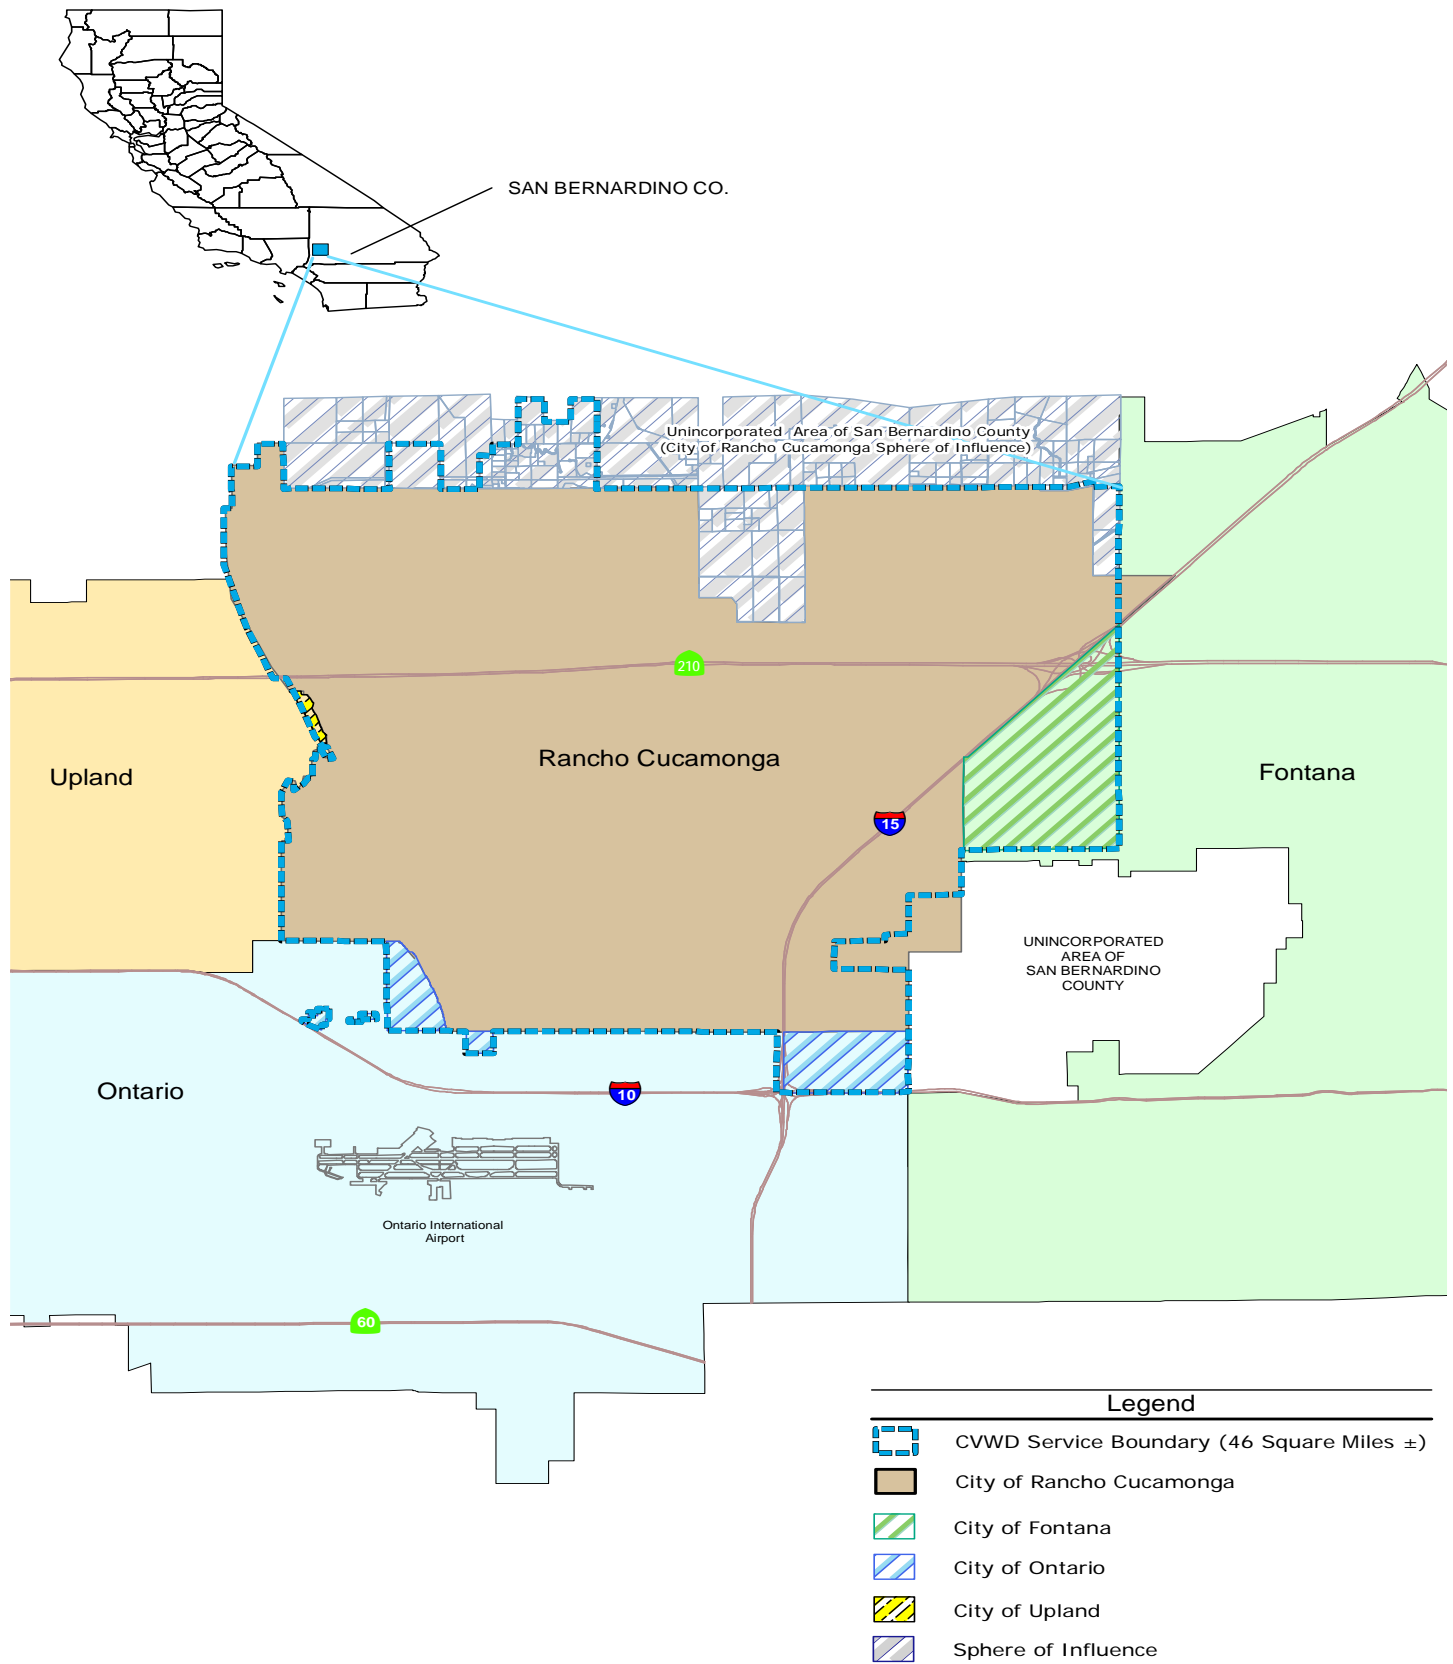 SAN BERNARDINO CO.
Unincorporated Area of San Bernardino County
(City of Rancho Cucamonga Sphere of Influence)
210
Rancho Cucamonga
Upland
Fontana
15
UNINCORPORATED
AREA OF
SAN BERNARDINO
COUNTY
Ontario
10
Ontario International
Airport
60
Legend
CVWD Service Boundary (46 Square Miles ±)
City of Rancho Cucamonga
City of Fontana
City of Ontario
City of Upland
Sphere of Influence